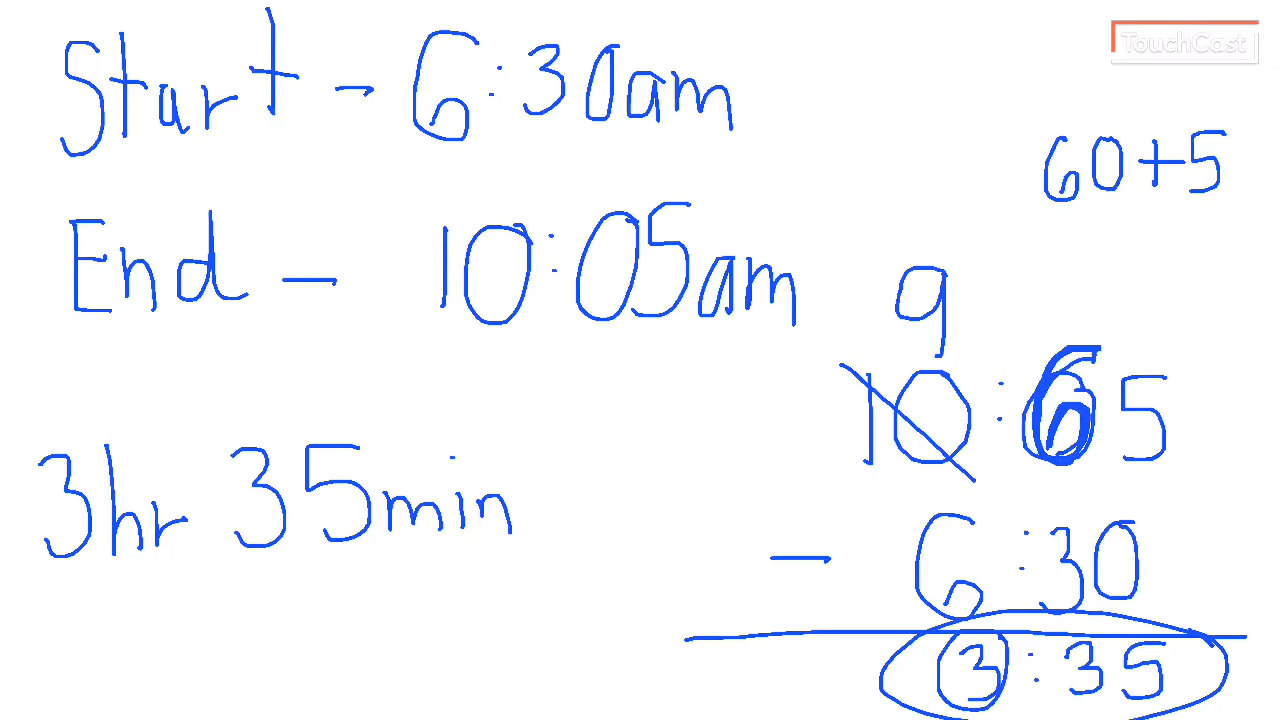 TouchCast
Start - 6:30am
60+5
End - 10:05am
9
10:65
3hr 35min
- 6:30
3:35